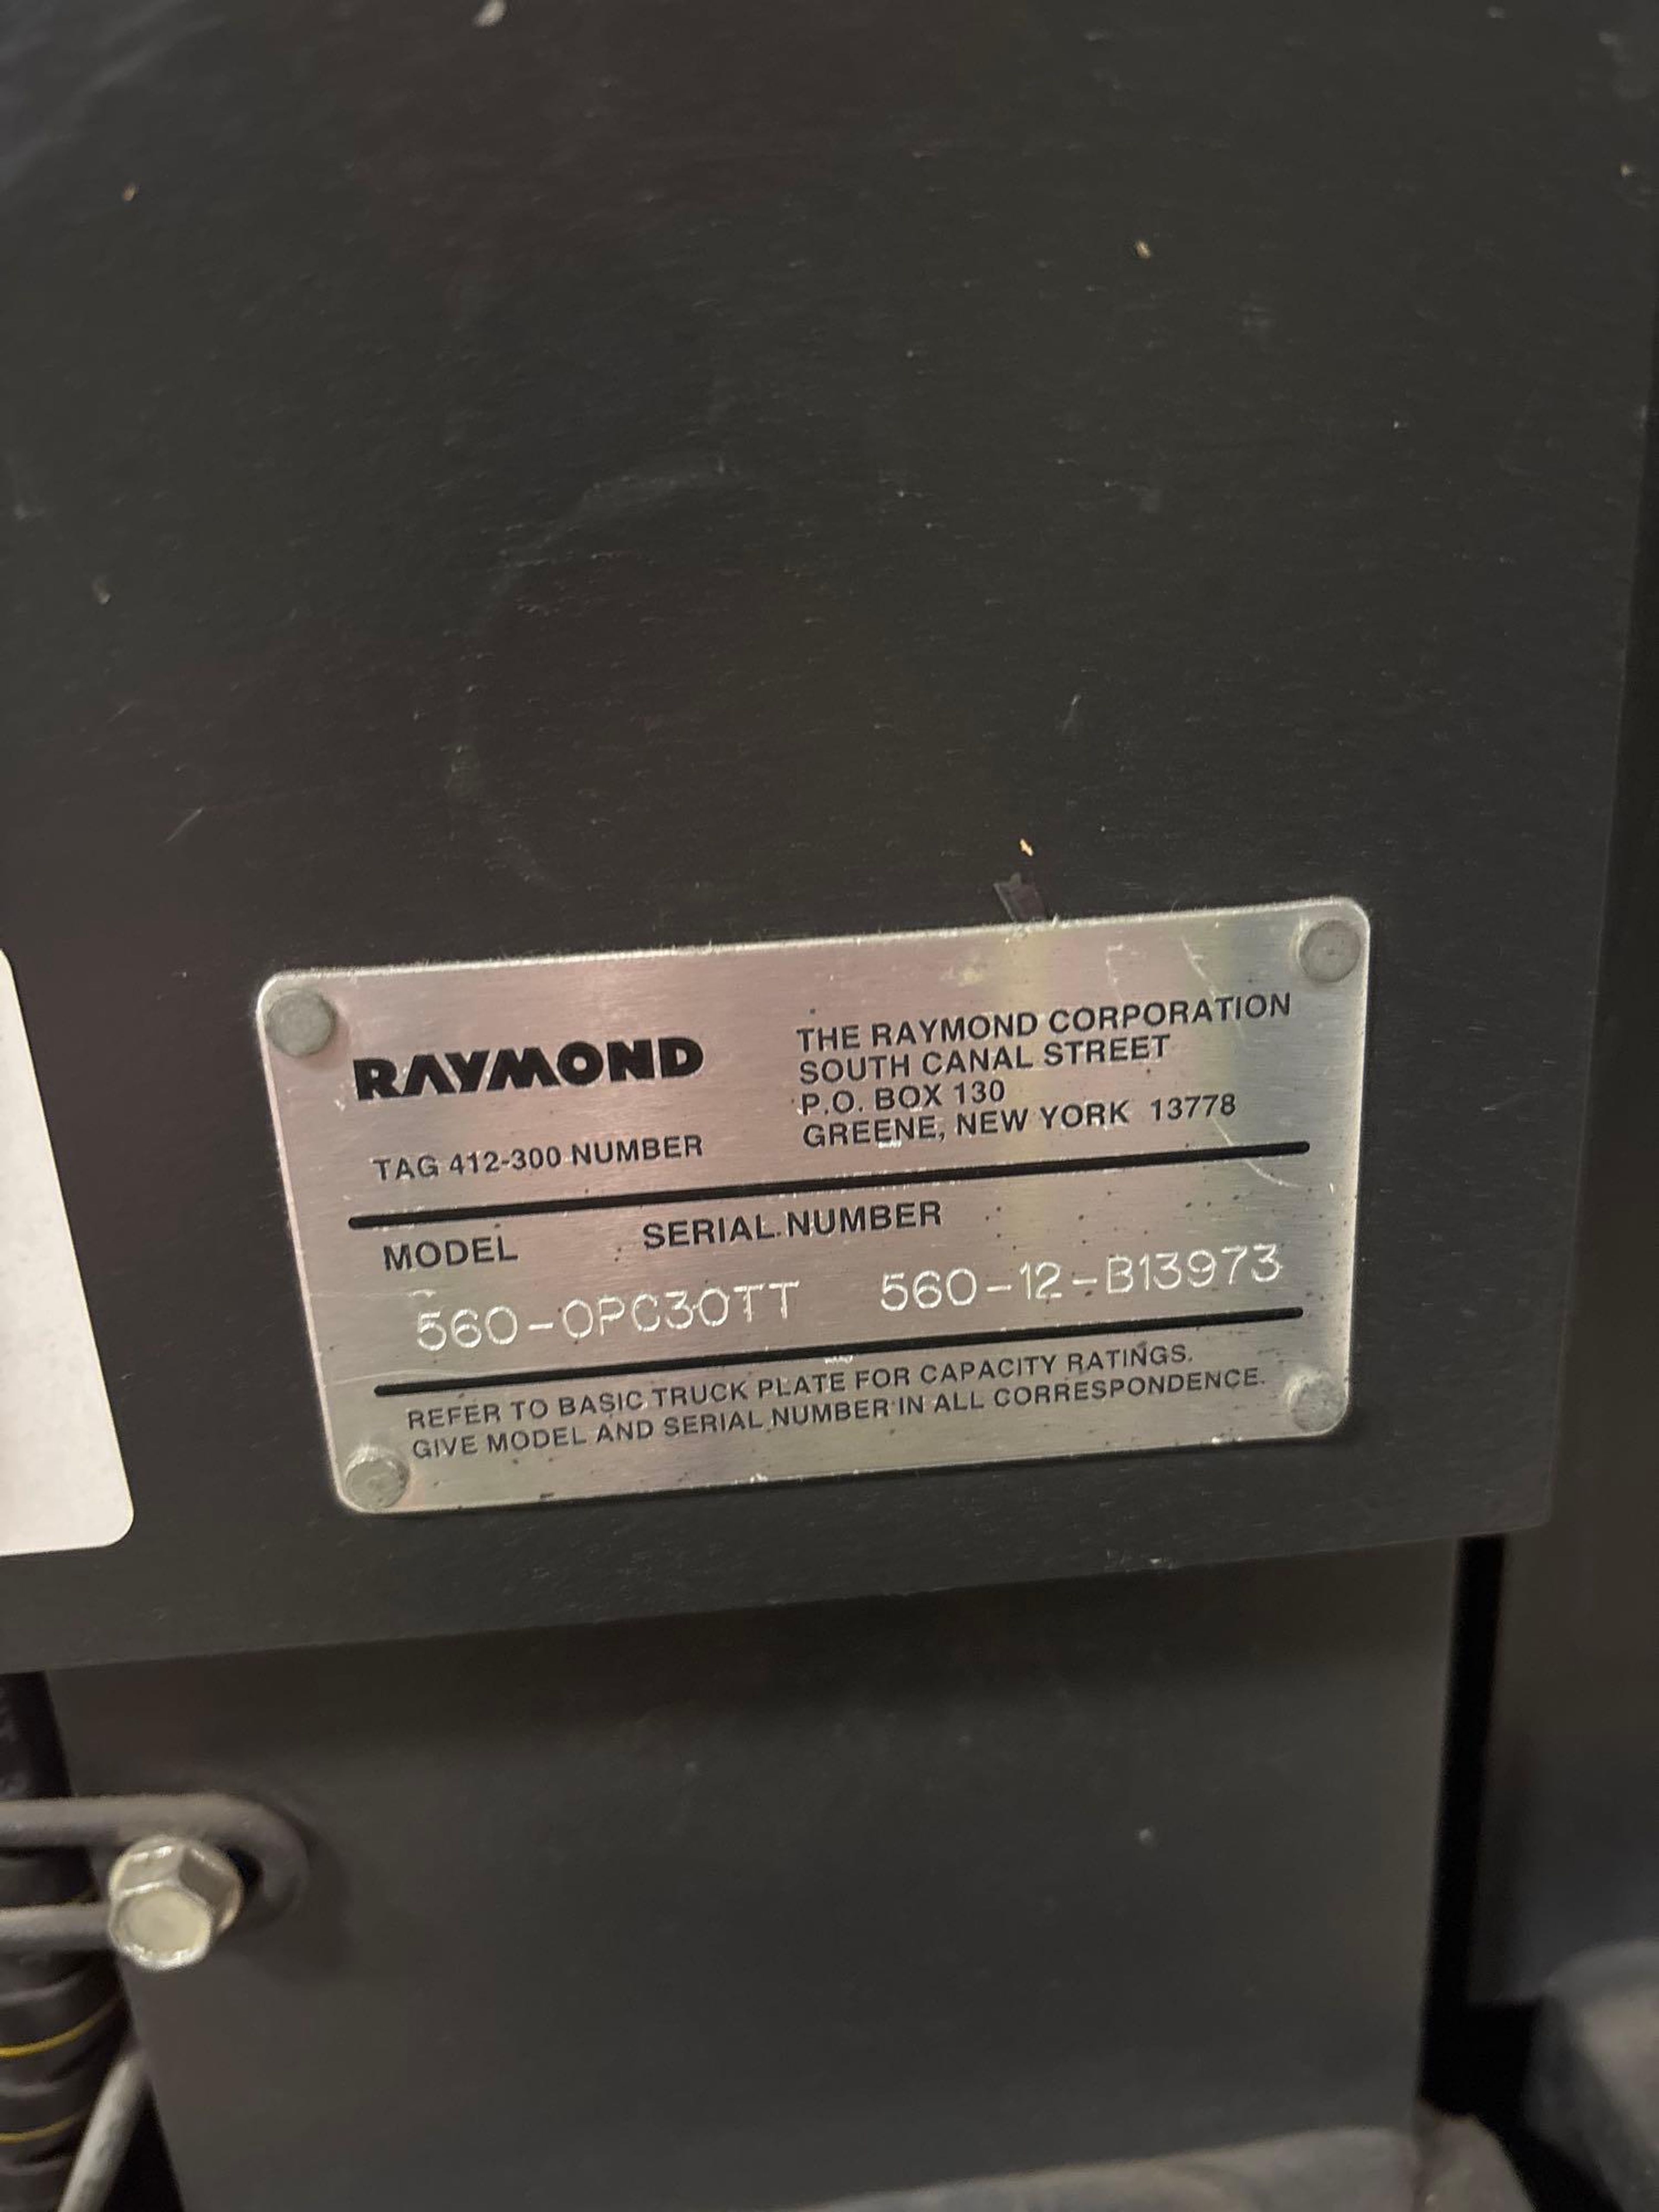 RAYMOND
TAG 412-300 NUMBER
THE RAYMOND CORPORATION
SOUTH CANAL STREET
P.O. BOX 130
GREENE, NEW YORK 13778
MODEL SERIAL NUMBER
560-OPC30TT 560-12-B13973
REFER TO BASIC TRUCK PLATE FOR CAPACITY RATINGS.
GIVE MODEL AND SERIAL NUMBER IN ALL CORRESPONDENCE.